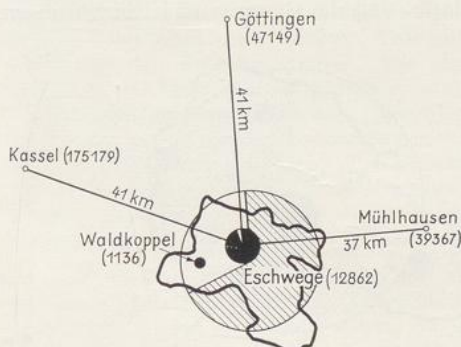 Göttingen
(47149)
41 km
Kassel (175179)
41 km
Mühlhausen
37 km
(39367)
Waldkoppel
(1136)
Eschwege (12862)